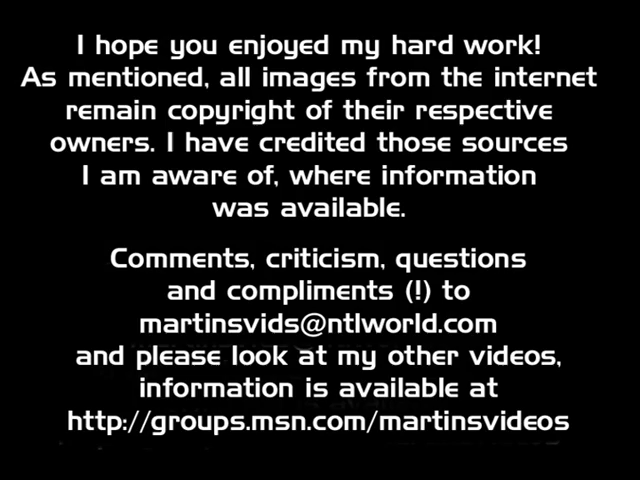 I hope you enjoyed my hard work!
As mentioned, all images from the internet
remain copyright of their respective
owners. I have credited those sources
I am aware of, where information
was available.
Comments, criticism, questions
and compliments (!) to
martinsvids@ntlworld.com
and please look at my other videos,
information is available at
http://groups.msn.com/martinsvideos